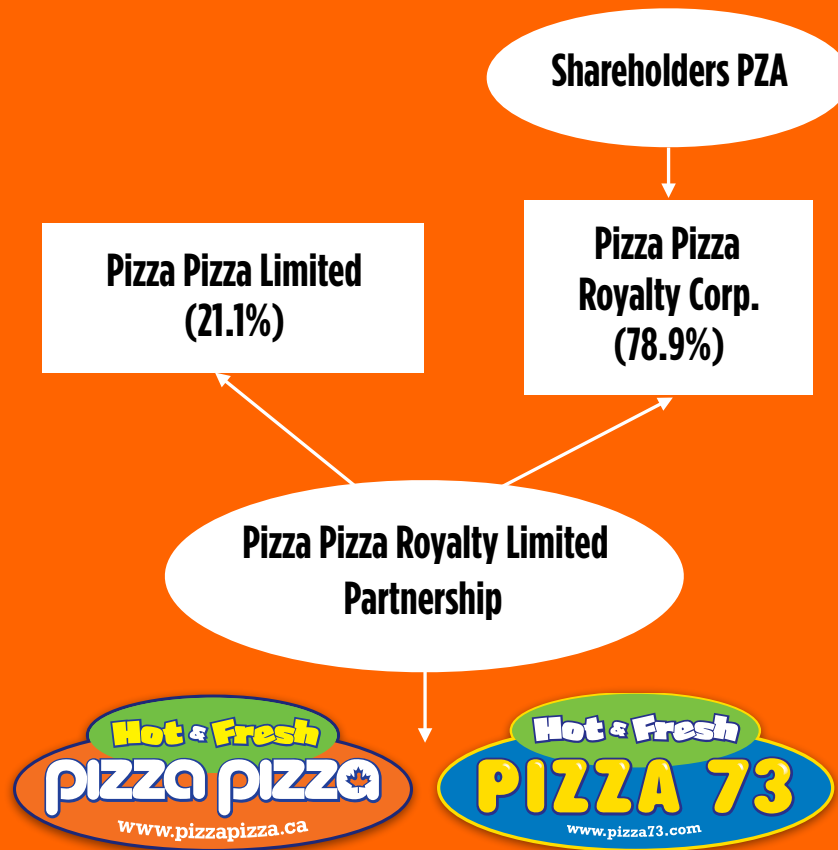 Shareholders PZA
Pizza Pizza Limited
(21.1%)
Pizza Pizza
Royalty Corp.
(78.9%)
Pizza Pizza Royalty Limited
Partnership
Hot & Fresh
pizza pizza
www.pizzapizza.ca
Hot & Fresh
PIZZA 73
www.pizza73.com